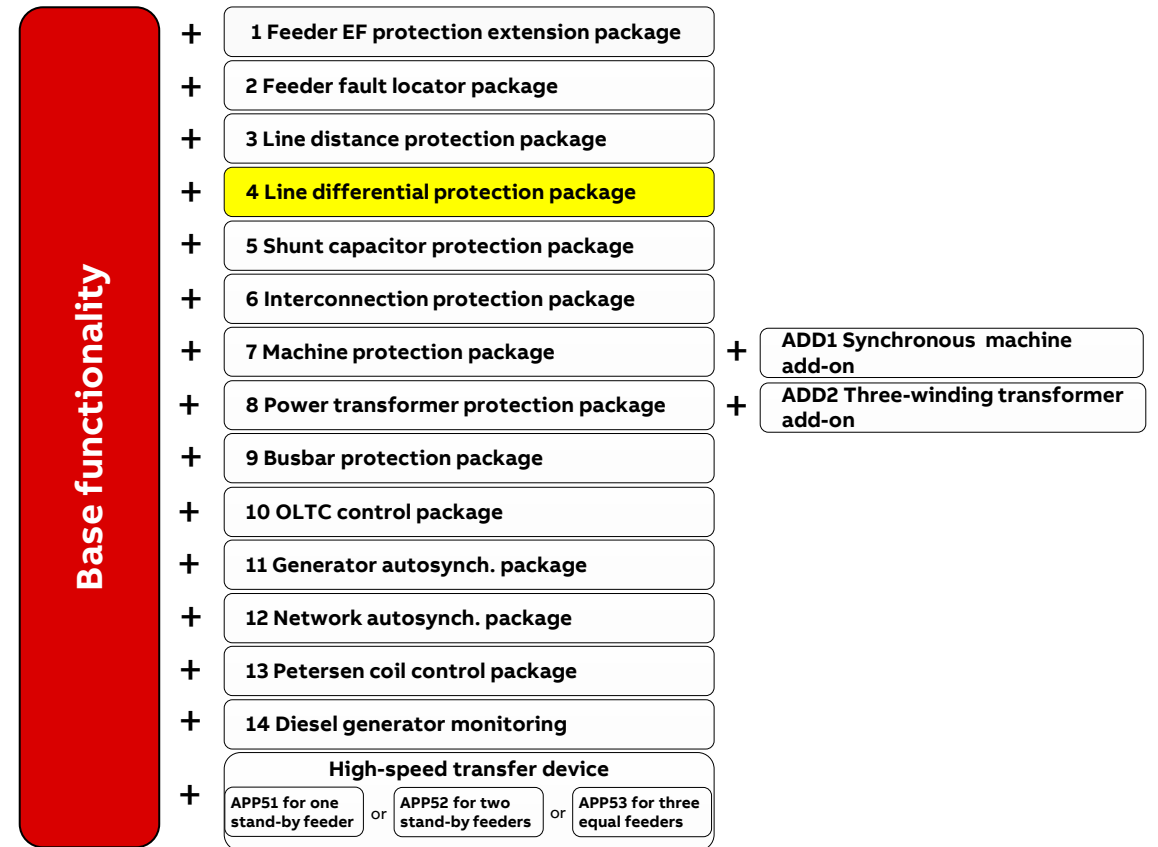 Base functionality
+ 1 Feeder EF protection extension package
+ 2 Feeder fault locator package
+ 3 Line distance protection package
+ 4 Line differential protection package
+ 5 Shunt capacitor protection package
+ 6 Interconnection protection package
+ 7 Machine protection package + ADD1 Synchronous machine
add-on
+ 8 Power transformer protection package + ADD2 Three-winding transformer
add-on
+ 9 Busbar protection package
+ 10 OLTC control package
+ 11 Generator autosynch. package
+ 12 Network autosynch. package
+ 13 Petersen coil control package
+ 14 Diesel generator monitoring
+ High-speed transfer device
APP51 for one
stand-by feeder
or
APP52 for two
stand-by feeders
or
APP53 for three
equal feeders